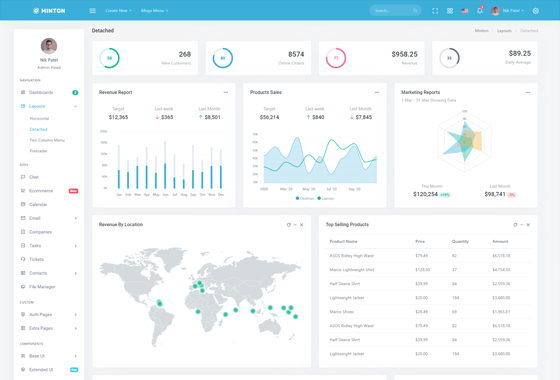 MINTON
Create New
Mega Menu
Search...
Nik Patel
Nik Patel
Admin Head
NAVIGATION
Dashboards
Layouts
Horizontal
Detached
Two Column Menu
Preloader
APPS
Chat
Ecommerce
Calendar
Email
Companies
Tasks
Tickets
Contacts
File Manager
CUSTOM
Auth Pages
Extra Pages
COMPONENTS
Base UI
Extended UI
Detached
Minton
Layouts
Detached
268
New Customers
8574
Online Orders
$958.25
Revenue
$89.25
Daily Average
Revenue Report
Target
Last week
Last Month
$12,365
$365
$8,501
Jan Feb Mar Apr May Jun Jul Aug Sep Oct Nov Dec
Products Sales
Target
Last week
Last Month
$56,214
$840
$7,845
Marketing Reports
1 Mar - 31 Mar Showing Data
This Month
Last Month
$120,254
$98,741
Revenue By Location
Top Selling Products
Product Name Price Quantity Amount
ASOS Ridley High Waist $79.49 82 $6,518.18
Marco Lightweight Shirt $128.50 37 $4,754.50
Half Sleeve Shirt $39.99 64 $2,559.36
Lightweight Jacket $20.00 184 $3,680.00
Marco Shoes $28.49 69 $1,965.81
ASOS Ridley High Waist $79.49 82 $6,518.18
Half Sleeve Shirt $39.99 64 $2,559.36
Lightweight Jacket $20.00 184 $3,680.00